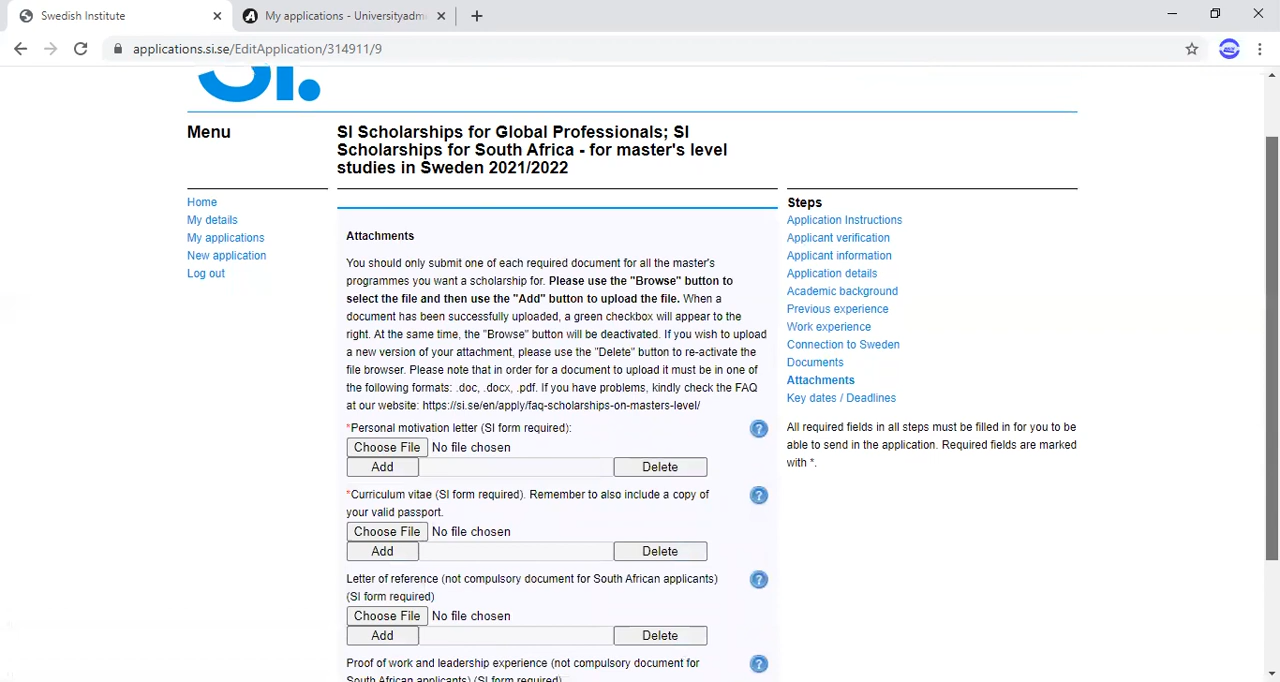 Swedish Institute
My applications - Universityadm
applications.si.se/EditApplication/314911/9
SI.
Menu
SI Scholarships for Global Professionals; SI
Scholarships for South Africa - for master's level
studies in Sweden 2021/2022
Home
My details
My applications
New application
Log out
Attachments
You should only submit one of each required document for all the master's
programmes you want a scholarship for. Please use the "Browse" button to
select the file and then use the "Add" button to upload the file. When a
document has been successfully uploaded, a green checkbox will appear to the
right. At the same time, the "Browse" button will be deactivated. If you wish to upload
a new version of your attachment, please use the "Delete" button to re-activate the
file browser. Please note that in order for a document to upload it must be in one of
the following formats: .doc, .docx, .pdf. If you have problems, kindly check the FAQ
at our website: https://si.se/en/apply/faq-scholarships-on-masters-level/
*Personal motivation letter (SI form required):
?
Choose File No file chosen
Add Delete
*Curriculum vitae (SI form required). Remember to also include a copy of
your valid passport.
?
Choose File No file chosen
Add Delete
Letter of reference (not compulsory document for South African applicants)
(SI form required)
?
Choose File No file chosen
Add Delete
Proof of work and leadership experience (not compulsory document for
South African applicants) (SI form required)
?
Steps
Application Instructions
Applicant verification
Applicant information
Application details
Academic background
Previous experience
Work experience
Connection to Sweden
Documents
Attachments
Key dates / Deadlines
All required fields in all steps must be filled in for you to be
able to send in the application. Required fields are marked
with *.